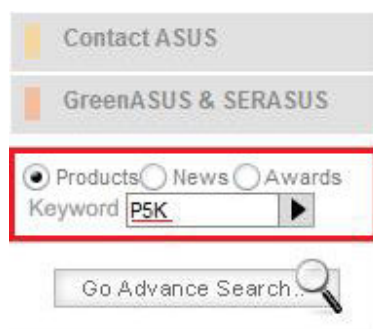 Contact ASUS
GreenASUS & SERASUS
Products News Awards
Keyword P5K
Go Advance Search..